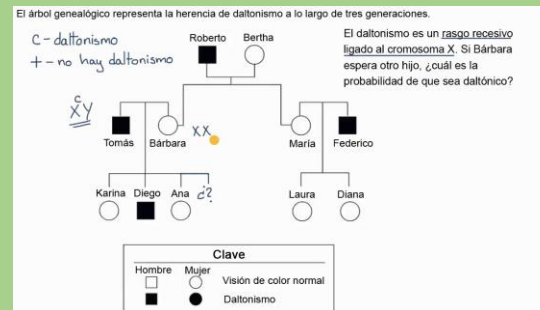 El árbol genealógico representa la herencia de daltonismo a lo largo de tres generaciones.
c - daltonismo
+ - no hay daltonismo
Roberto Bertha
El daltonismo es un rasgo recesivo
ligado al cromosoma X. Si Bárbara
espera otro hijo, ¿cuál es la
probabilidad de que sea daltónico?
c
XY
XX
Tomás Bárbara María Federico
Karina Diego Ana ¿?
Laura Diana
Clave
Hombre Mujer
Visión de color normal
Daltonismo